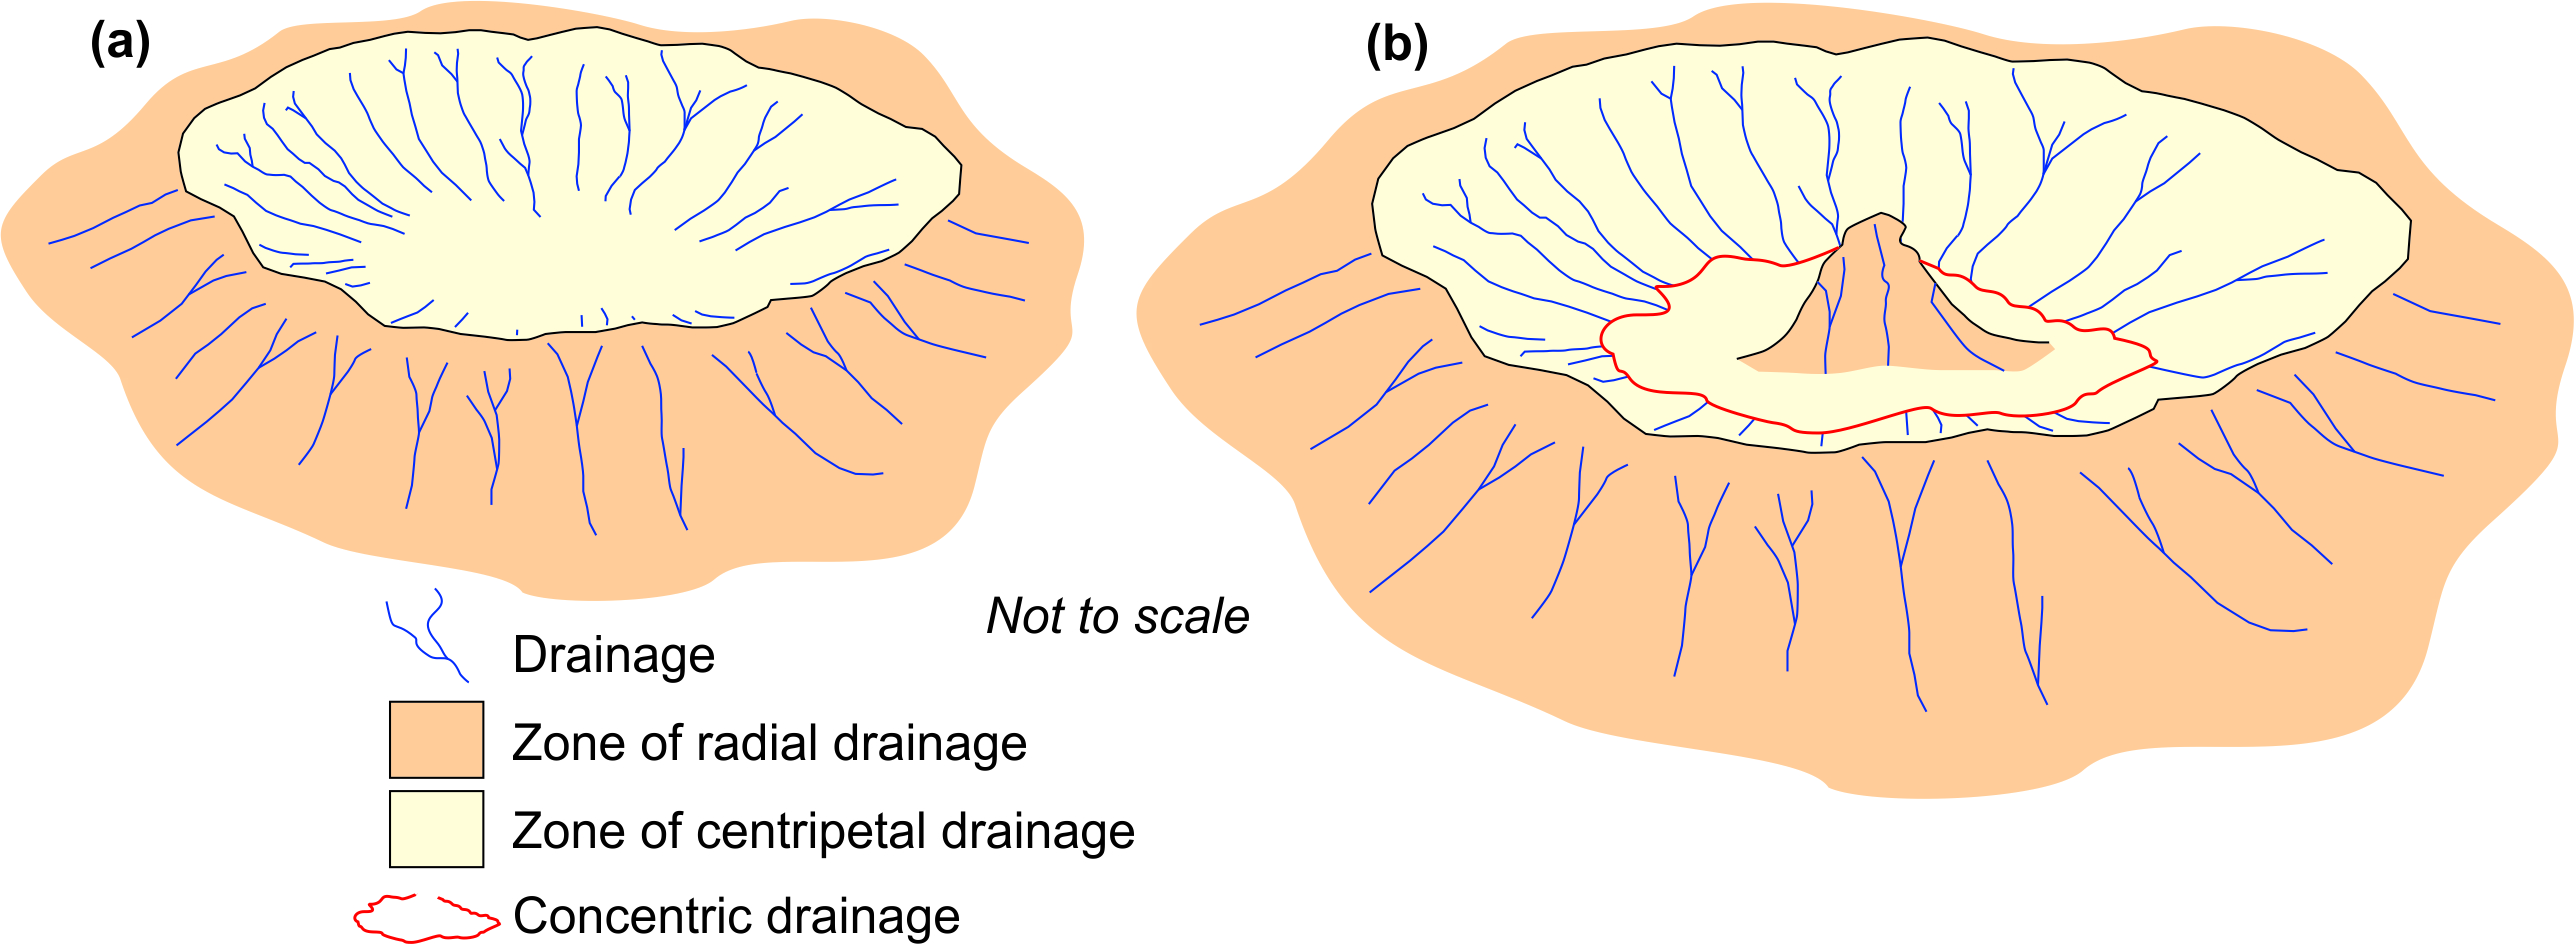 (a)
(b)
Not to scale
Drainage
Zone of radial drainage
Zone of centripetal drainage
Concentric drainage